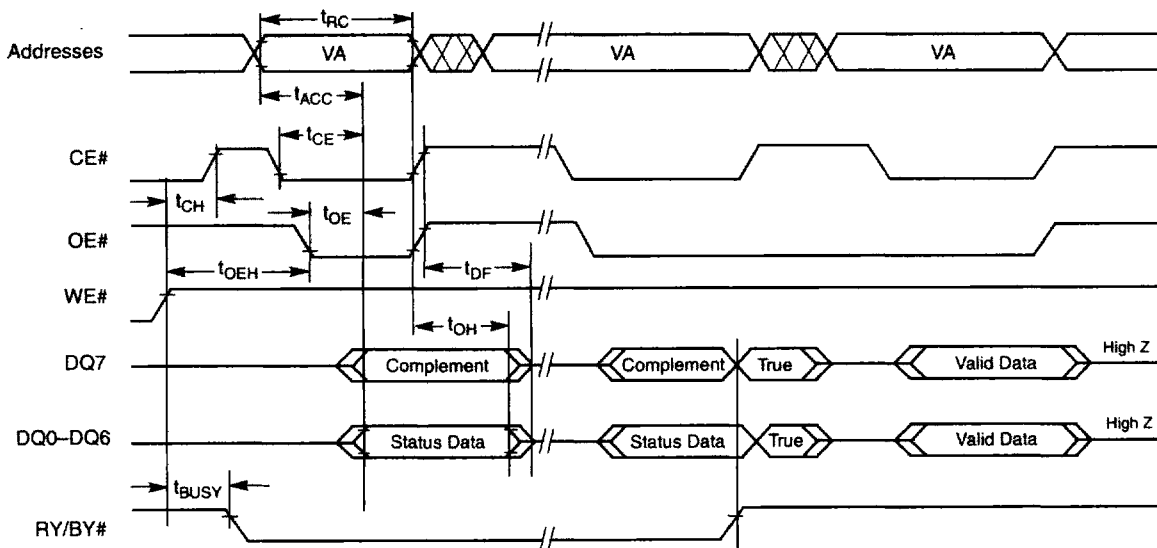 tRC
Addresses VA VA VA
tACC
tCE
CE#
tCH tOE
OE#
tOEH tDF
WE#
tOH
DQ7 Complement Complement True Valid Data High Z
DQ0–DQ6 Status Data Status Data True Valid Data High Z
tBUSY
RY/BY#